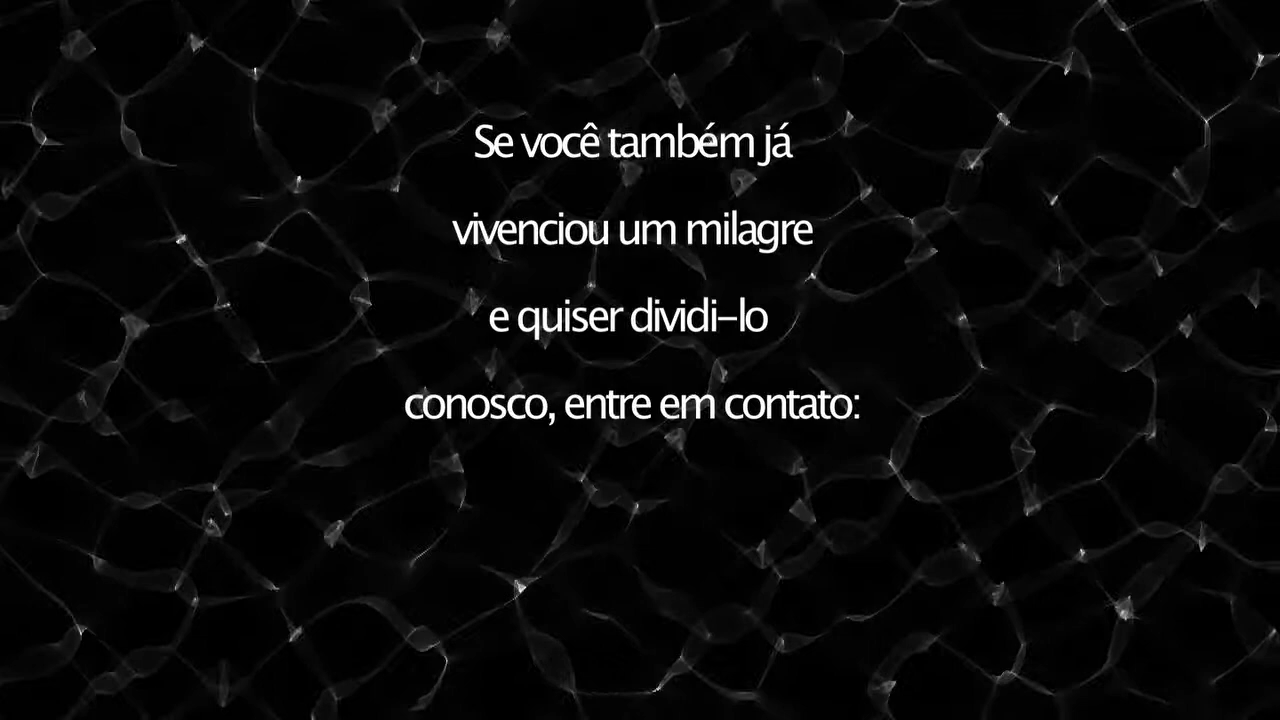 Se você também já
vivenciou um milagre
e quiser dividi-lo
conosco, entre em contato: